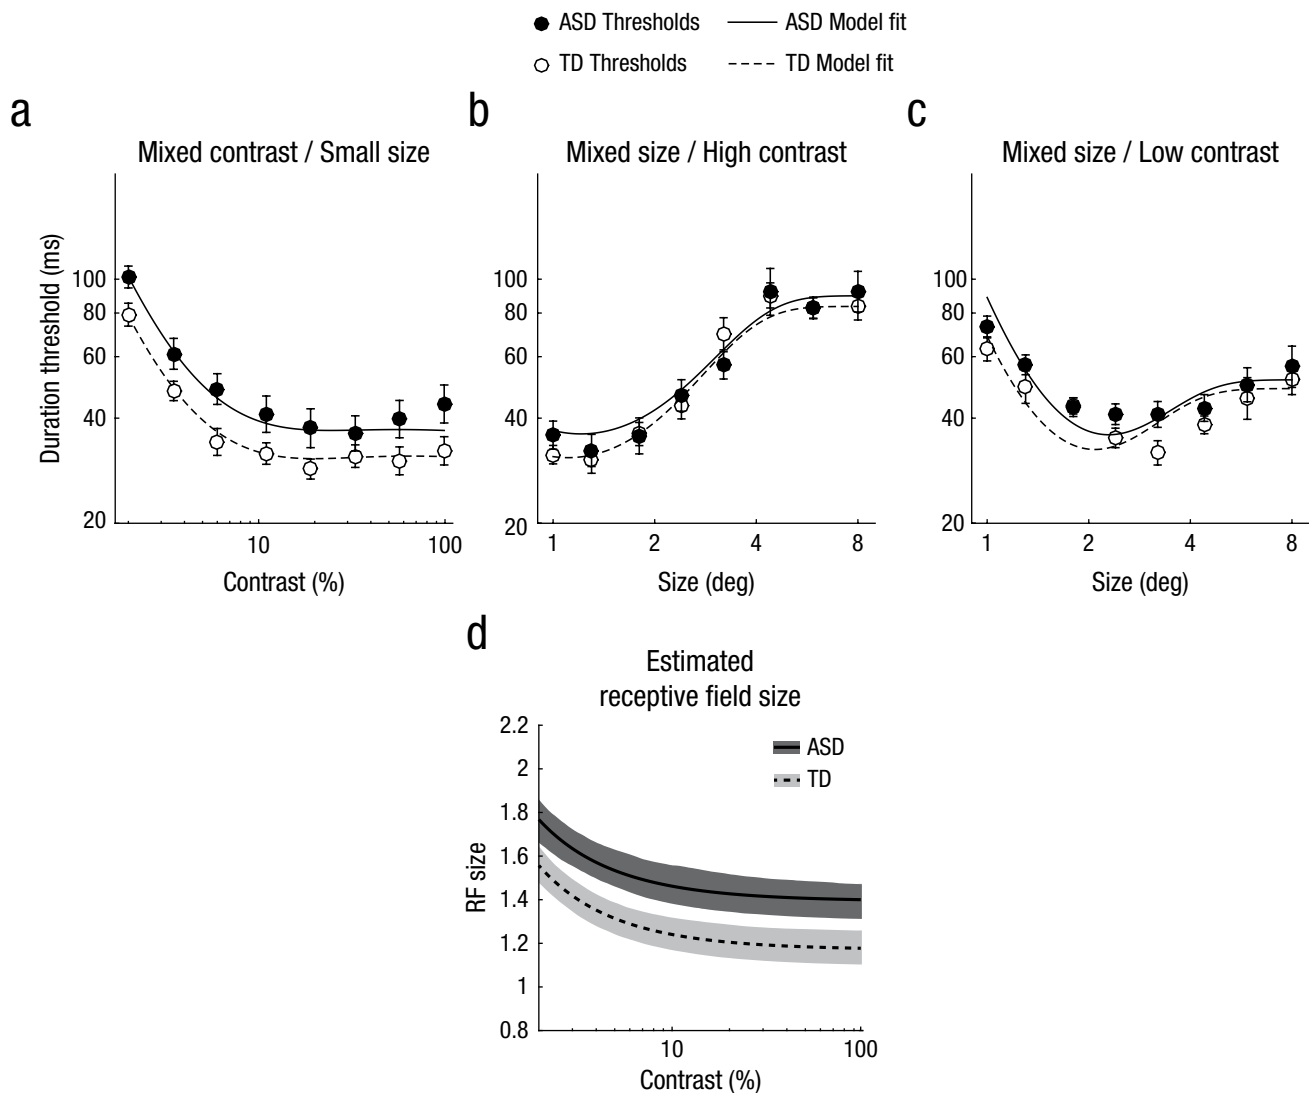 ASD Thresholds
ASD Model fit
TD Thresholds
TD Model fit
a
Mixed contrast / Small size
Duration threshold (ms)
100
80
60
40
20
10
100
Contrast (%)
b
Mixed size / High contrast
100
80
60
40
20
1
2
4
8
Size (deg)
c
Mixed size / Low contrast
100
80
60
40
20
1
2
4
8
Size (deg)
d
Estimated
receptive field size
ASD
TD
RF size
2.2
2
1.8
1.6
1.4
1.2
1
0.8
10
100
Contrast (%)